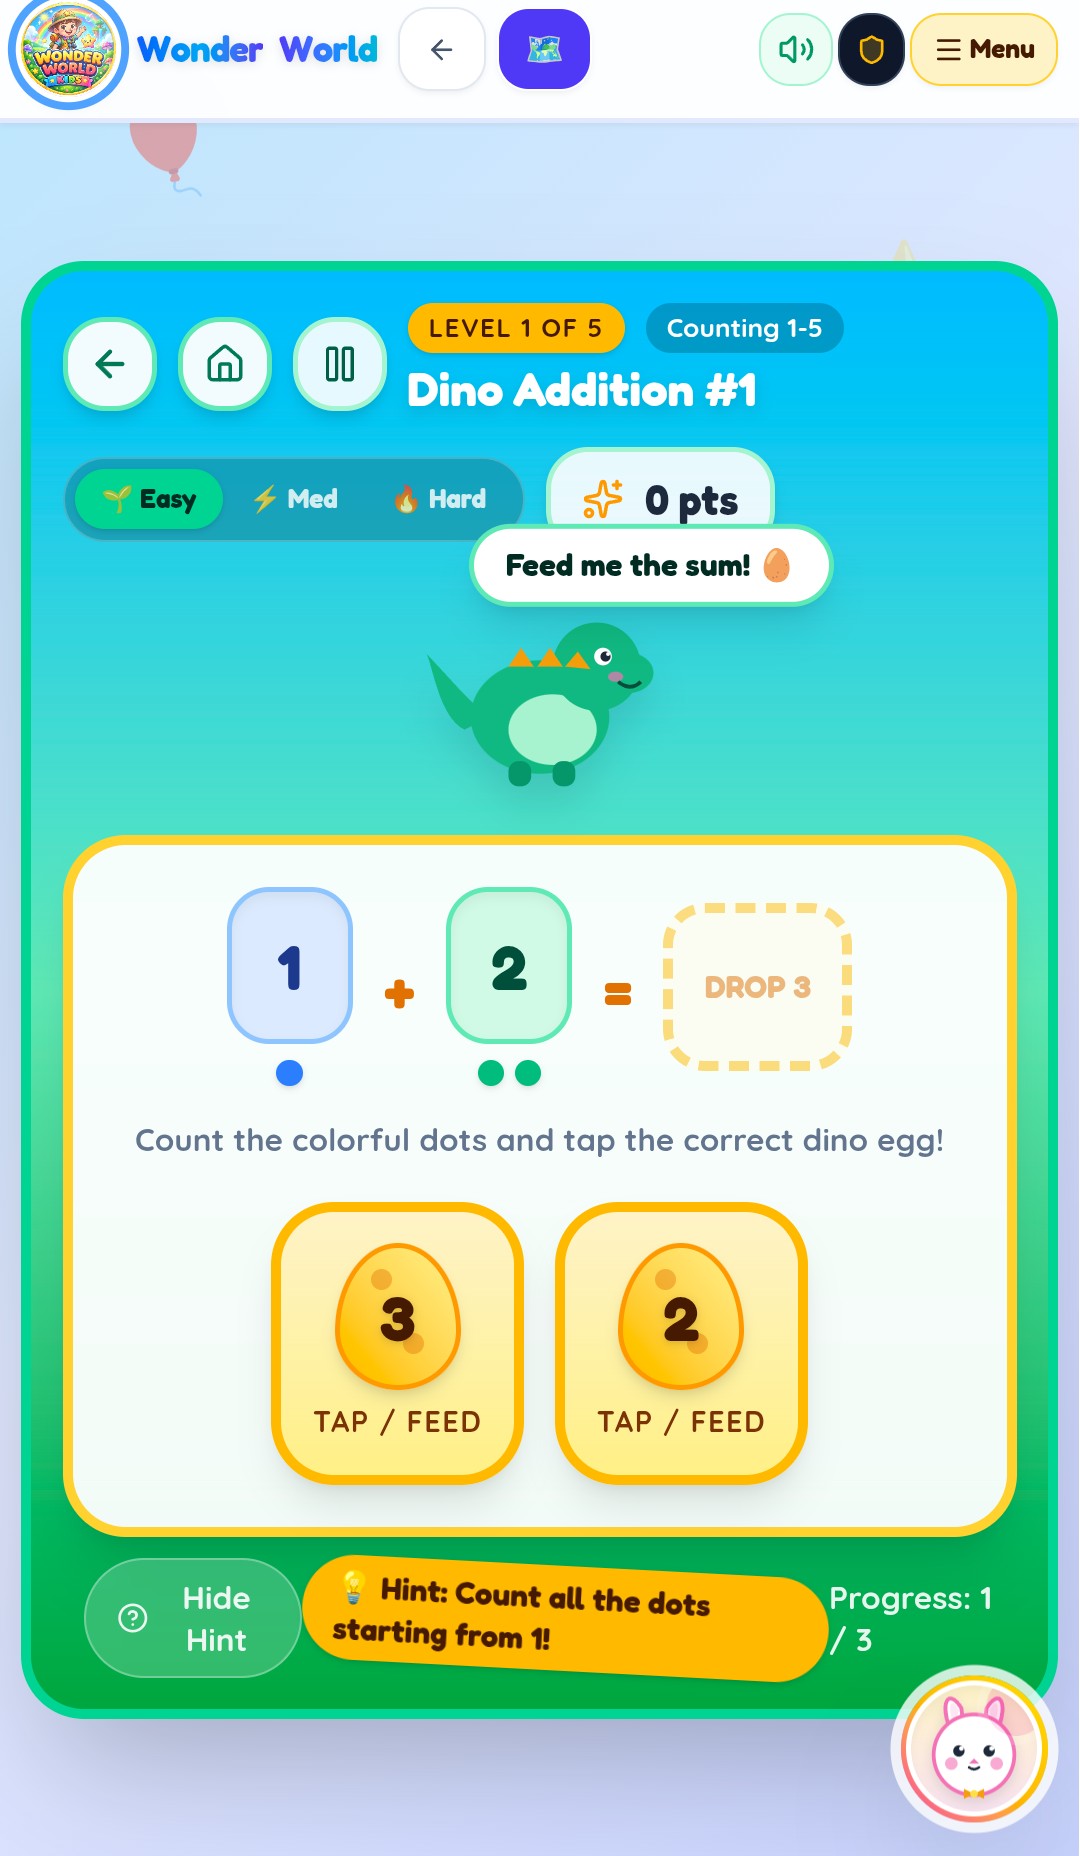 WONDER
WORLD
KIDS
Wonder World
Menu
LEVEL 1 OF 5
Counting 1-5
Dino Addition #1
🌱 Easy
⚡ Med
🔥 Hard
0 pts
Feed me the sum! 🥚
1 + 2 = DROP 3
Count the colorful dots and tap the correct dino egg!
3
2
TAP / FEED
TAP / FEED
Hide
Hint
💡 Hint: Count all the dots
starting from 1!
Progress: 1
/ 3